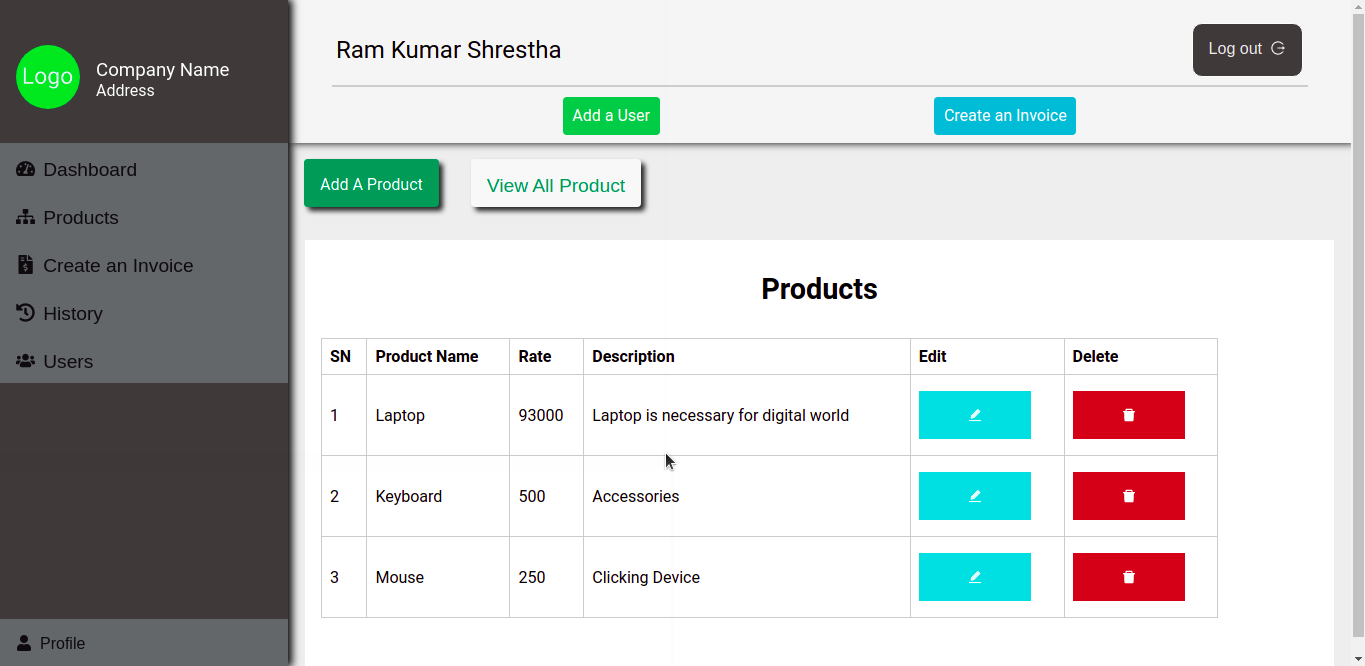 Logo
Company Name
Address
Dashboard
Products
Create an Invoice
History
Users
Profile
Ram Kumar Shrestha
Log out
Add a User
Create an Invoice
Add A Product
View All Product
Products
SN Product Name Rate Description Edit Delete
1 Laptop 93000 Laptop is necessary for digital world
2 Keyboard 500 Accessories
3 Mouse 250 Clicking Device